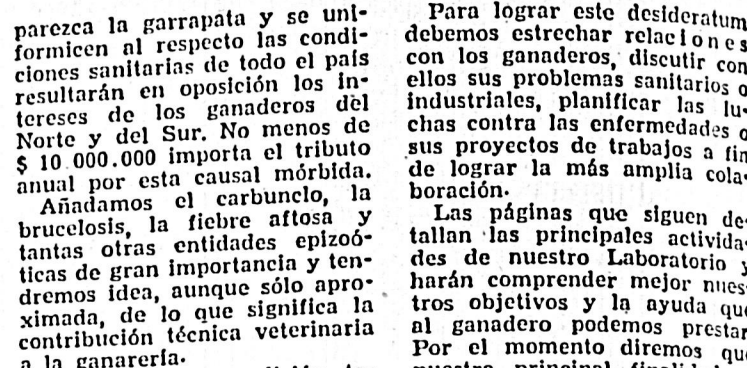 parezca la garrapata y se uni-
formicen al respecto las condi-
ciones sanitarias de todo el país
resultarán en oposición los in-
tereses de los ganaderos del
Norte y del Sur. No menos de
$ 10.000.000 importa el tributo
anual por esta causal mórbida.
Añadamos el carbunclo, la
brucelosis, la fiebre aftosa y
tantas otras entidades epizoó-
ticas de gran importancia y ten-
dremos idea, aunque sólo apro-
ximada, de lo que significa la
contribución técnica veterinaria
a la ganarería.
Para lograr este desideratum
debemos estrechar relaciones
con los ganaderos, discutir con
ellos sus problemas sanitarios o
industriales, planificar las lu-
chas contra las enfermedades o
sus proyectos de trabajos a fin
de lograr la más amplia cola-
boración.
Las páginas que siguen de-
tallan las principales activida-
des de nuestro Laboratorio y
harán comprender mejor nues-
tros objetivos y la ayuda que
al ganadero podemos prestar.
Por el momento diremos que
nuestra principal